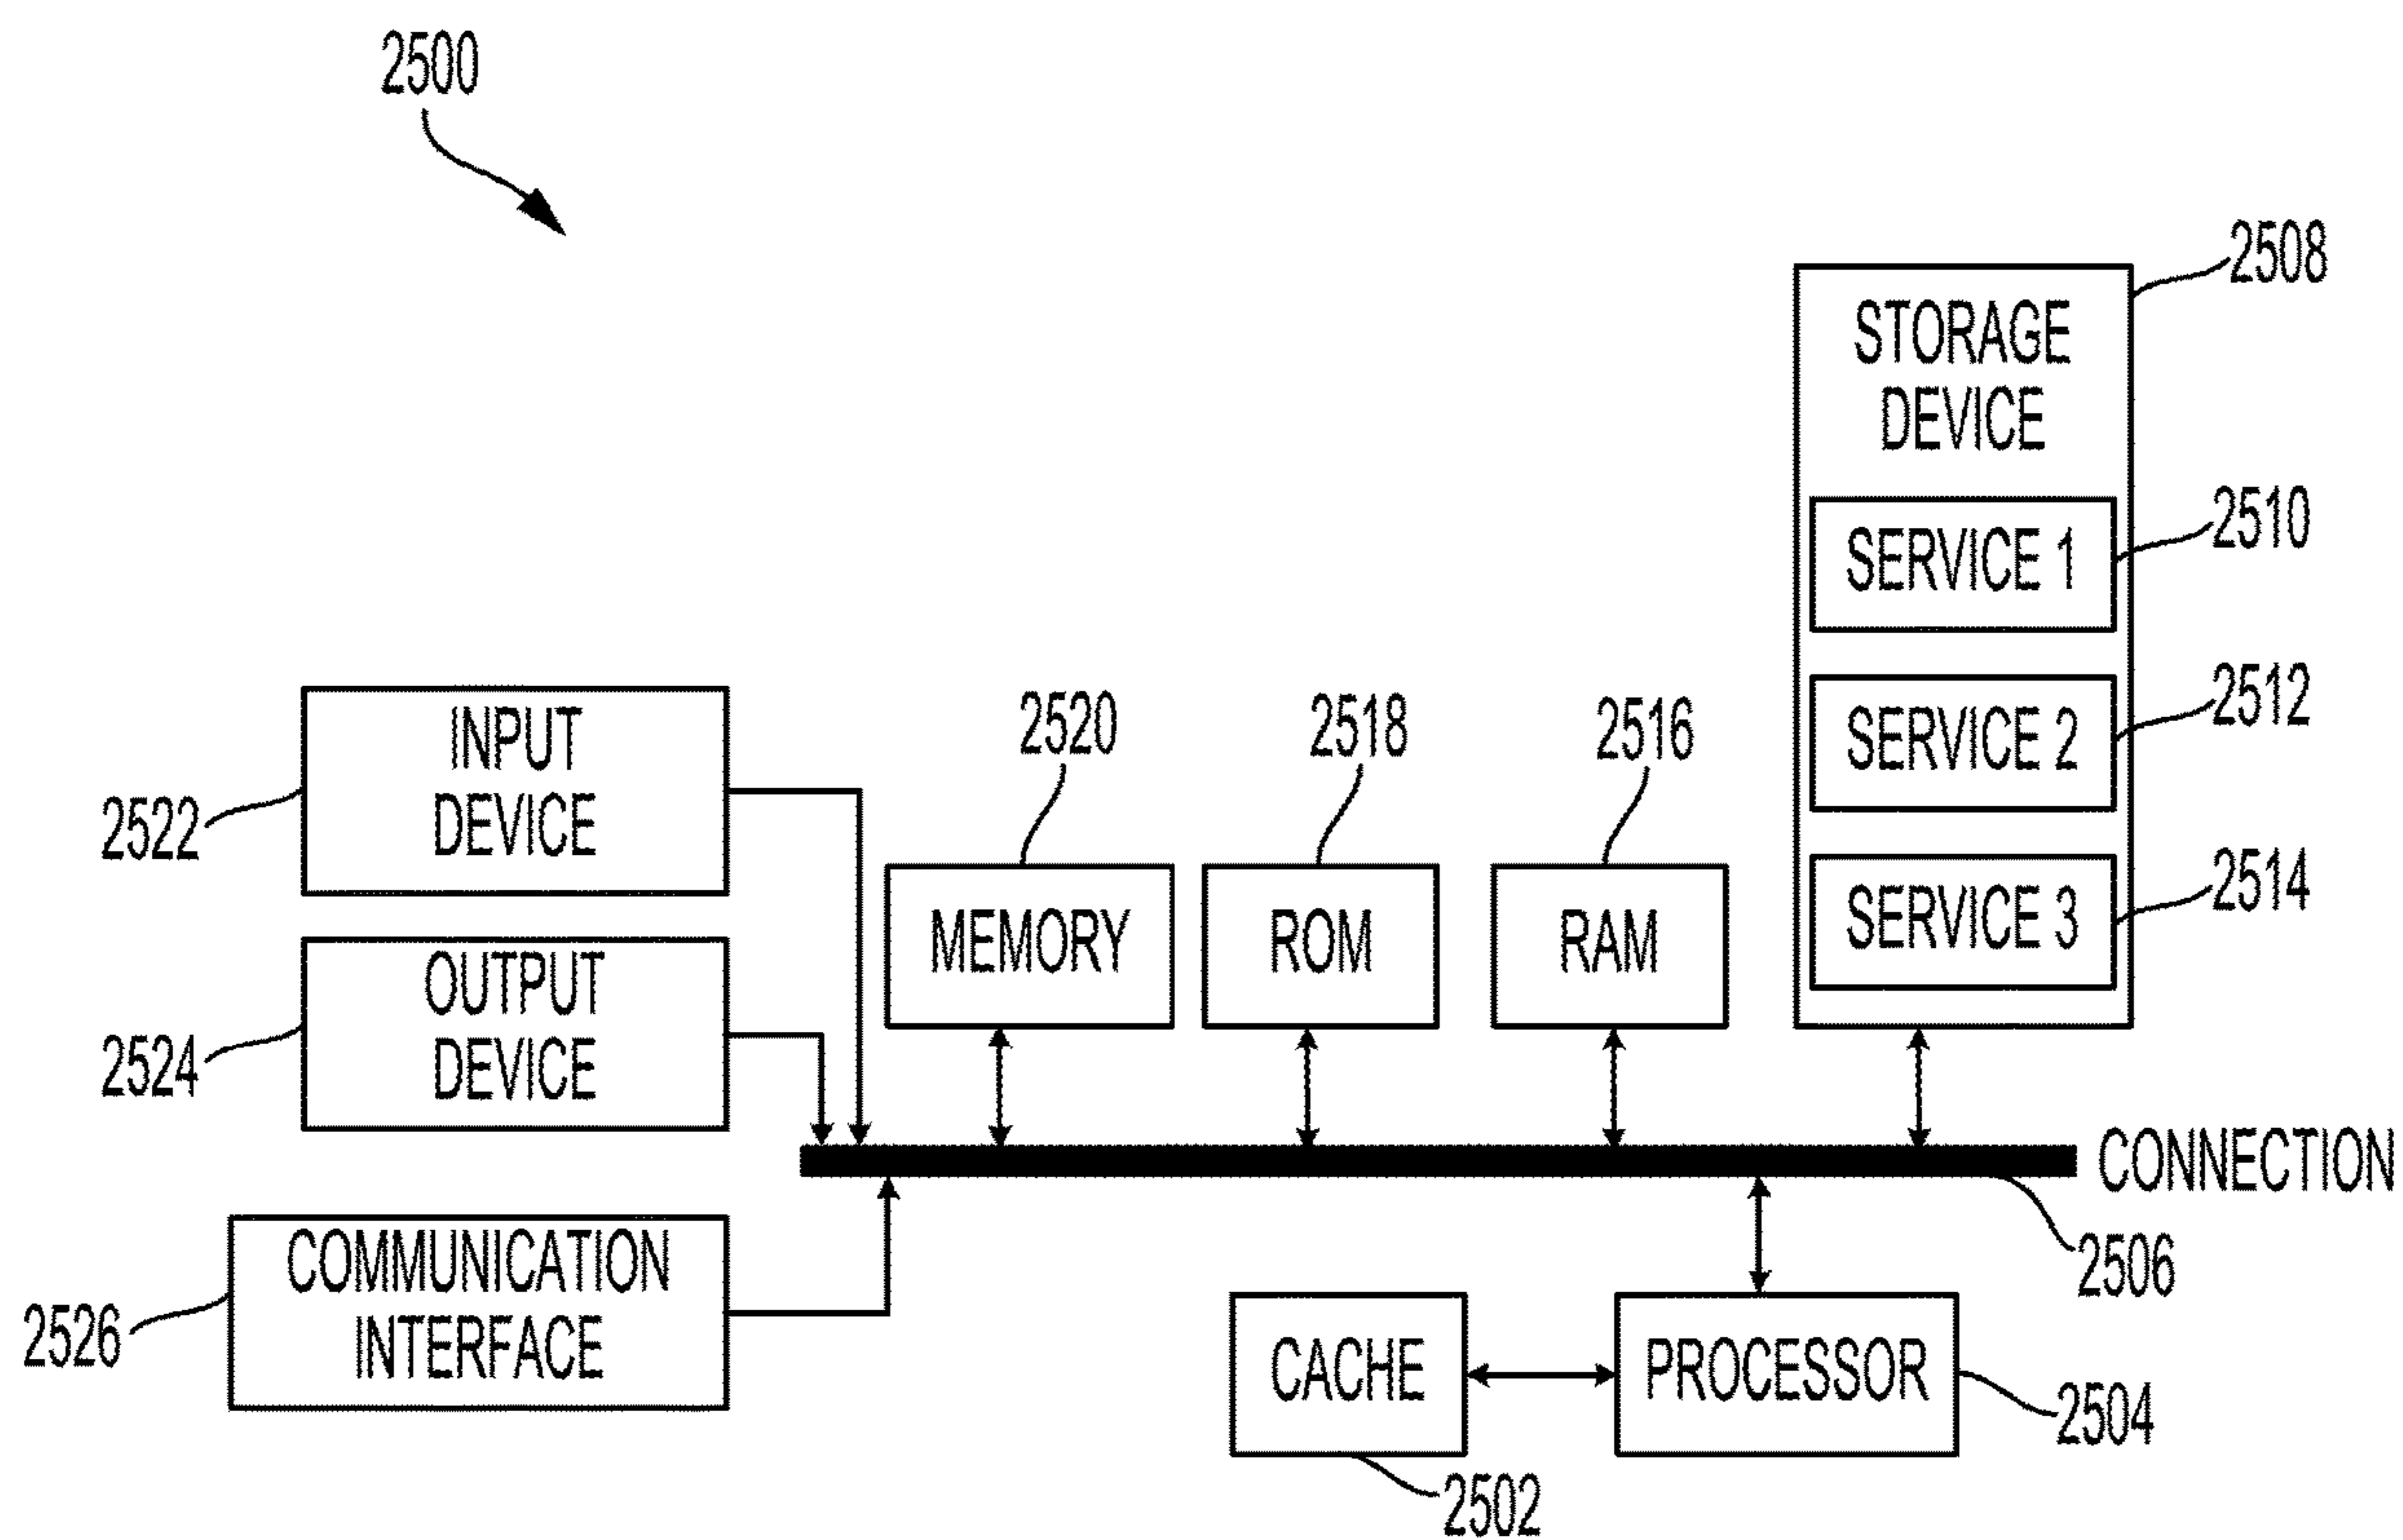 2500
2508
STORAGE
DEVICE
2510
SERVICE 1
2512
SERVICE 2
2514
SERVICE 3
2522
INPUT
DEVICE
2520
MEMORY
2518
ROM
2516
RAM
2524
OUTPUT
DEVICE
CONNECTION
2506
2526
COMMUNICATION
INTERFACE
CACHE
2502
PROCESSOR
2504